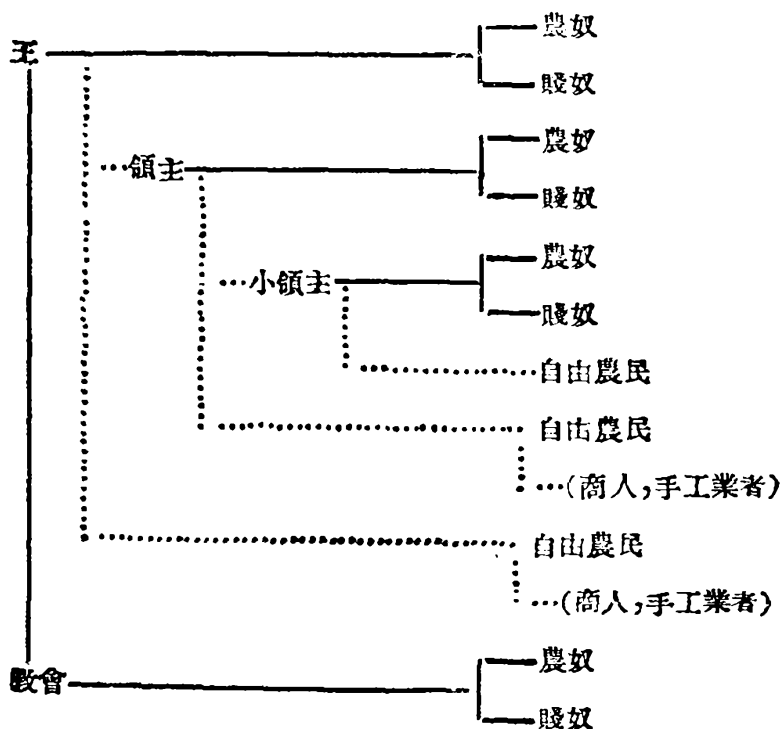 農奴
王
賤奴
農奴
領主
賤奴
農奴
小領主
賤奴
自由農民
自由農民
(商人,手工業者)
自由農民
(商人,手工業者)
農奴
教會
賤奴